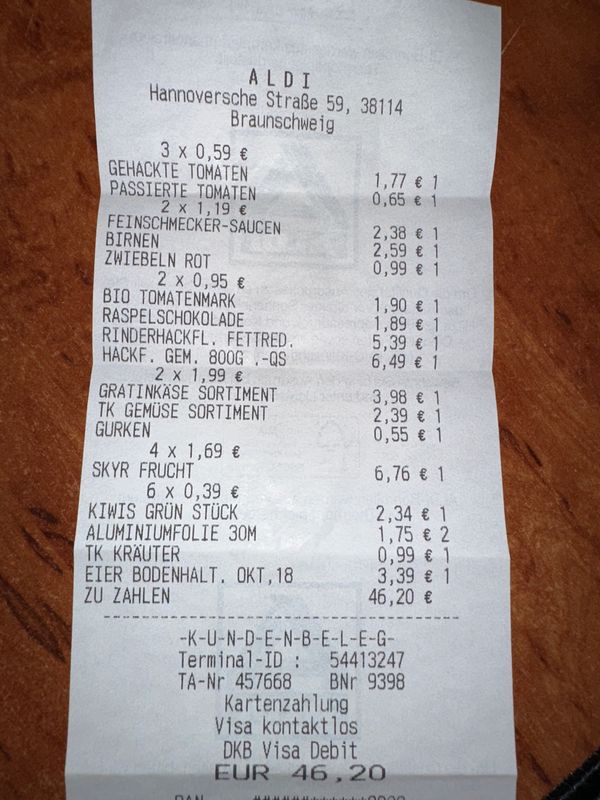 ALDI
Hannoversche Straße 59, 38114
Braunschweig
3 x 0,59 €
GEHACKTE TOMATEN 1,77 € 1
PASSIERTE TOMATEN 0,65 € 1
2 x 1,19 €
FEINSCHMECKER-SAUCEN 2,38 € 1
BIRNEN 2,59 € 1
ZWIEBELN ROT 0,99 € 1
2 x 0,95 €
BIO TOMATENMARK 1,90 € 1
RASPELSCHOKOLADE 1,89 € 1
RINDERHACKFL. FETTRED. 5,39 € 1
HACKF. GEM. 800G .-QS 6,49 € 1
2 x 1,99 €
GRATINKÄSE SORTIMENT 3,98 € 1
TK GEMÜSE SORTIMENT 2,39 € 1
GURKEN 0,55 € 1
4 x 1,69 €
SKYR FRUCHT 6,76 € 1
6 x 0,39 €
KIWIS GRÜN STÜCK 2,34 € 1
ALUMINIUMFOLIE 30M 1,75 € 2
TK KRÄUTER 0,99 € 1
EIER BODENHALT. OKT,18 3,39 € 1
ZU ZAHLEN 46,20 €
-K-U-N-D-E-N-B-E-L-E-G-
Terminal-ID : 54413247
TA-Nr 457668 BNr 9398
Kartenzahlung
Visa kontaktlos
DKB Visa Debit
EUR 46,20